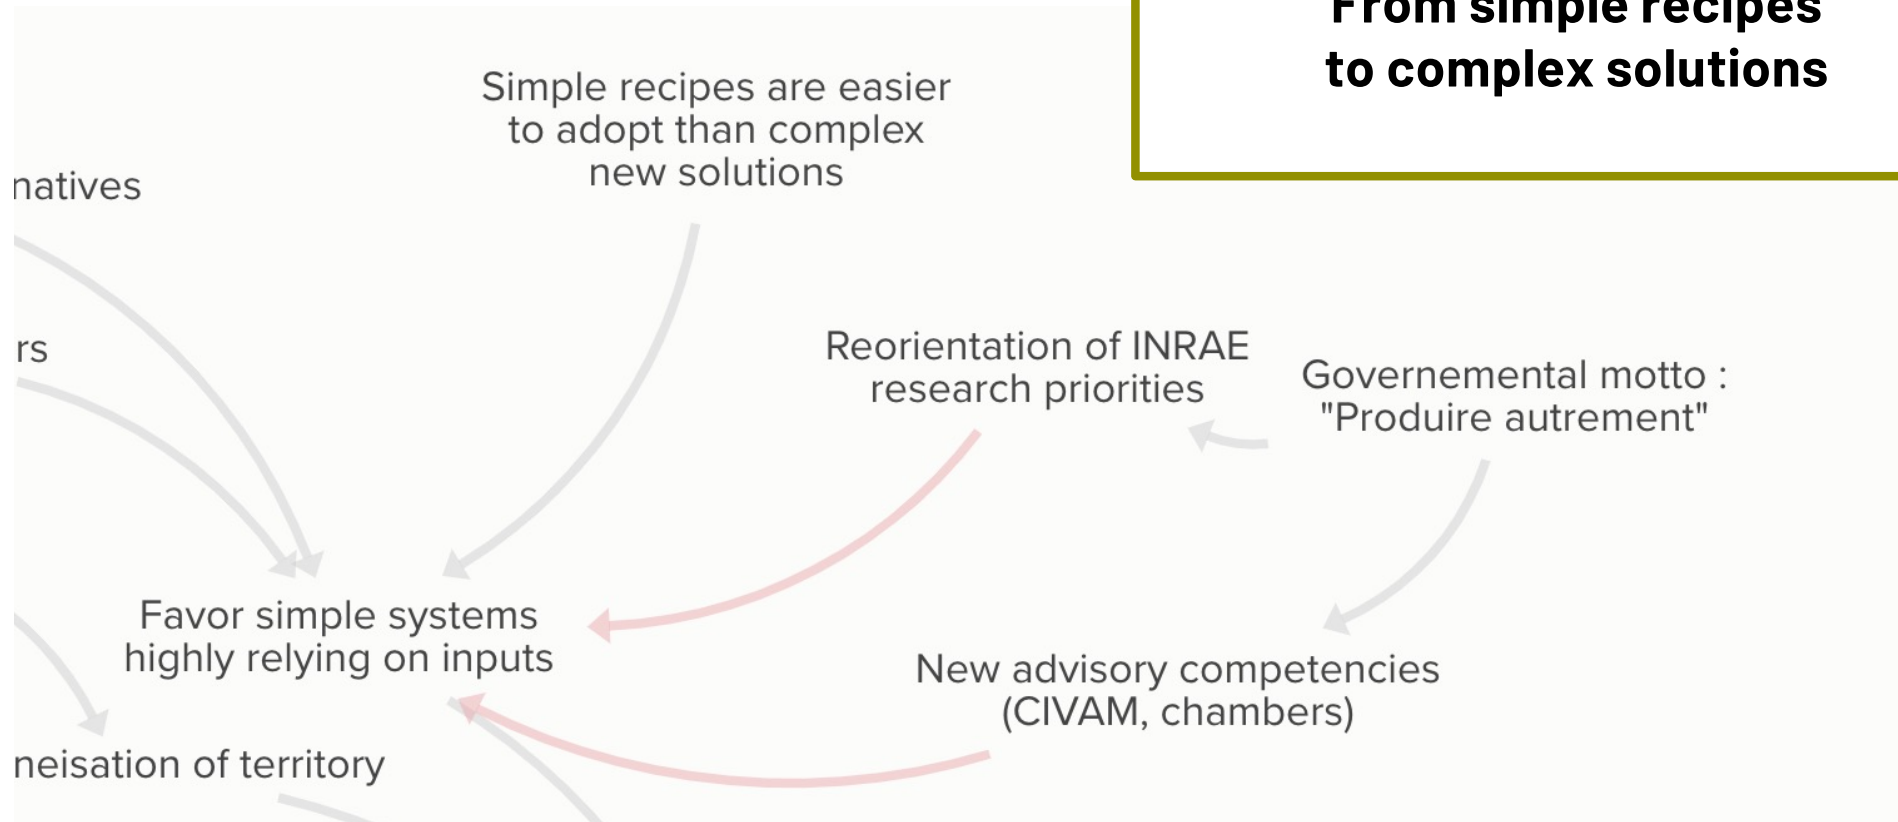 From simple recipes
to complex solutions
Simple recipes are easier
to adopt than complex
new solutions
natives
rs
Reorientation of INRAE
research priorities
Governemental motto :
"Produire autrement"
Favor simple systems
highly relying on inputs
New advisory competencies
(CIVAM, chambers)
neisation of territory